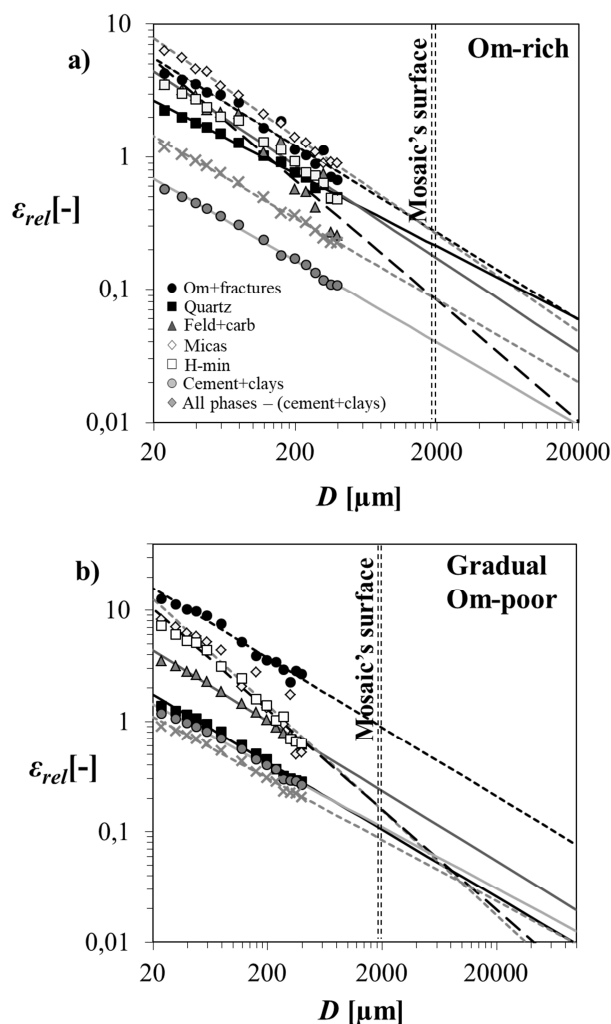 10
a)
Om-rich
Mosaic's surface
1
εrel[-]
0,1
Om+fractures
Quartz
Feld+carb
Micas
H-min
Cement+clays
All phases – (cement+clays)
0,01
20 200 2000 20000
D [µm]
b)
Gradual
Om-poor
Mosaic's surface
10
1
εrel[-]
0,1
0,01
20 200 2000 20000
D [µm]